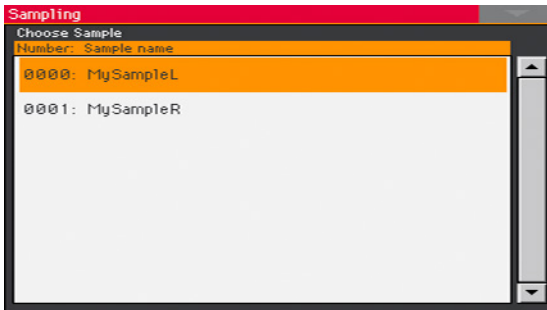 Sampling
Choose Sample
Number: Sample name
0000: MySampleL
0001: MySampleR